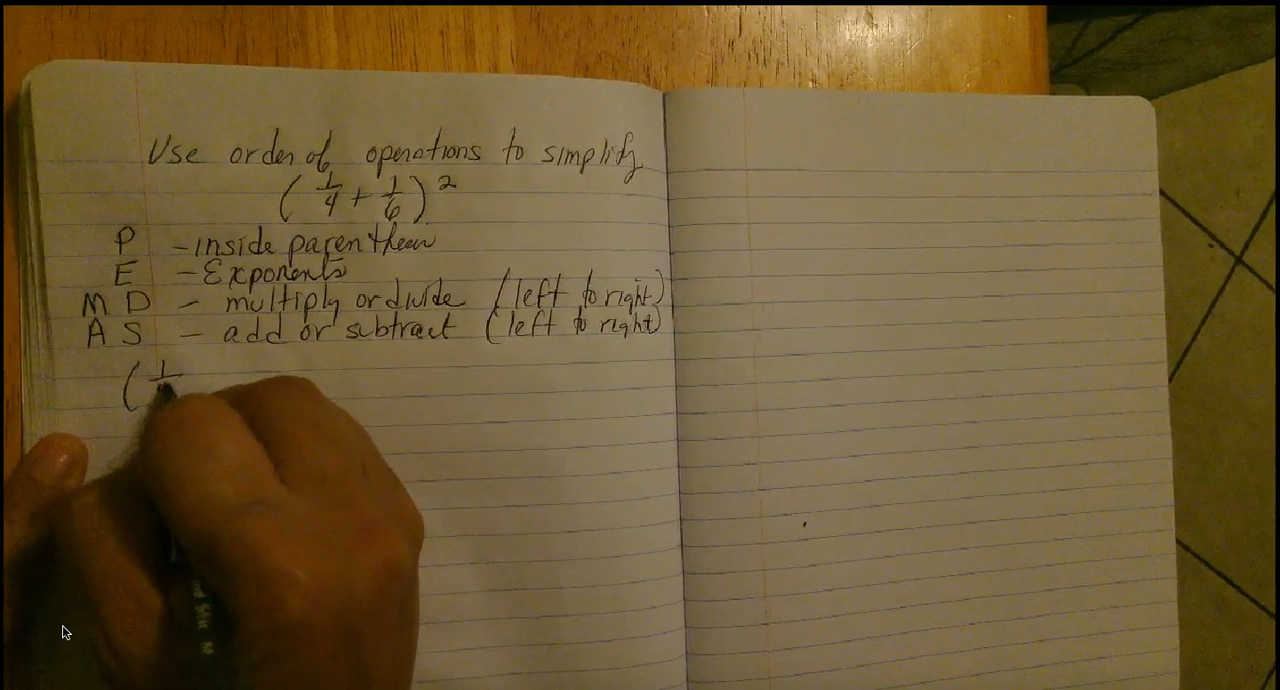 Use order of operations to simplify
( 1/4 + 1/6 )²
P - inside parenthesis
E - Exponents
M D - multiply or divide (left to right)
A S - add or subtract (left to right)
( 1